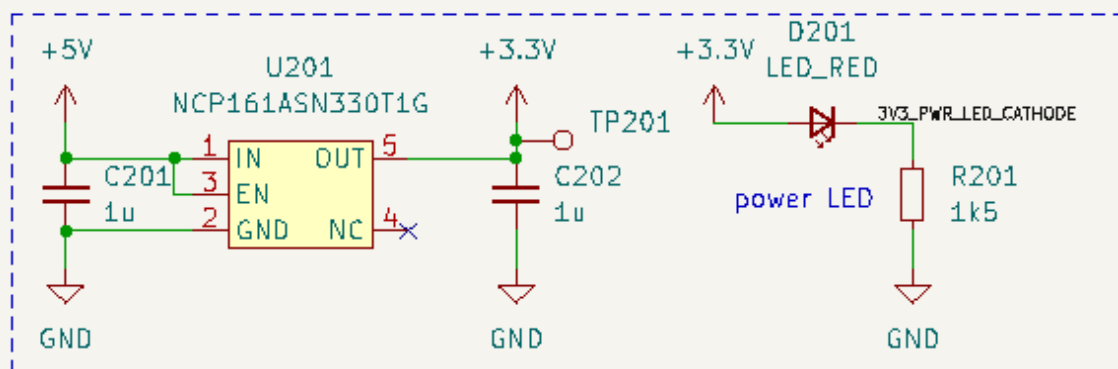 +5V
U201
NCP161ASN330T1G
1
IN
OUT
5
3
EN
2
GND
NC
4
C201
1u
GND
+3.3V
TP201
C202
1u
GND
+3.3V
D201
LED_RED
3V3_PWR_LED_CATHODE
power LED
R201
1k5
GND